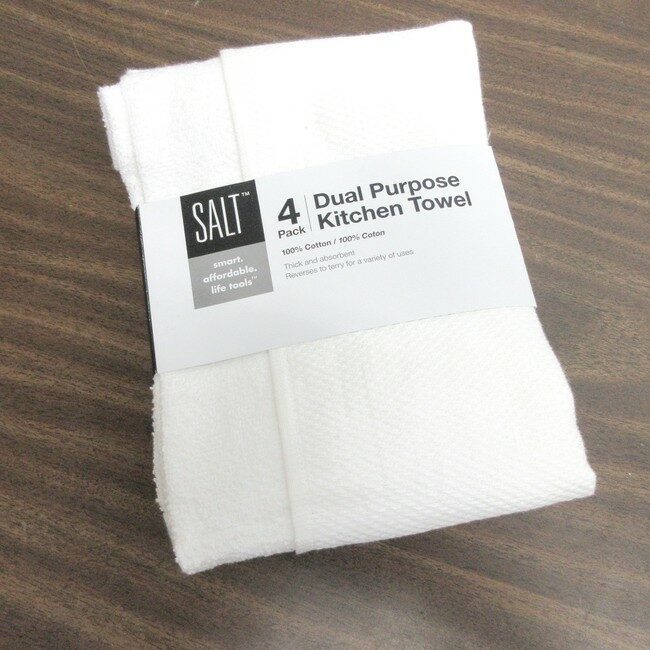 SALT™
smart.
affordable.
life tools™
4
Pack
Dual Purpose
Kitchen Towel
100% Cotton / 100% Coton
Thick and absorbent
Reverses to terry for a variety of uses